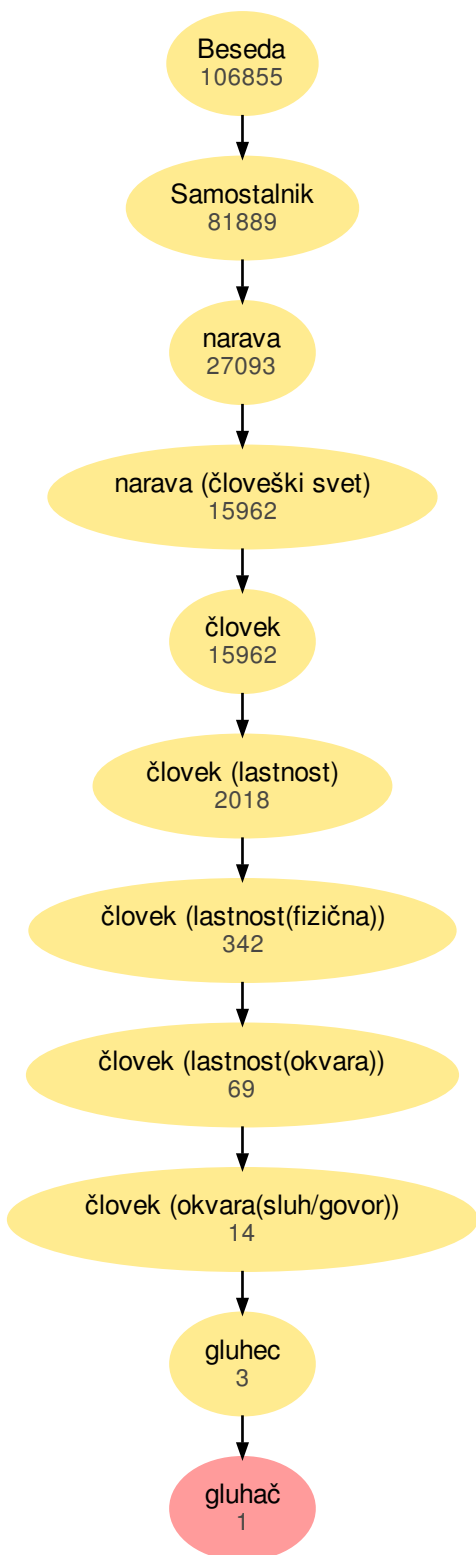 Beseda
106855
Samostalnik
81889
narava
27093
narava (človeški svet)
15962
človek
15962
človek (lastnost)
2018
človek (lastnost(fizična))
342
človek (lastnost(okvara))
69
človek (okvara(sluh/govor))
14
gluhec
3
gluhač
1